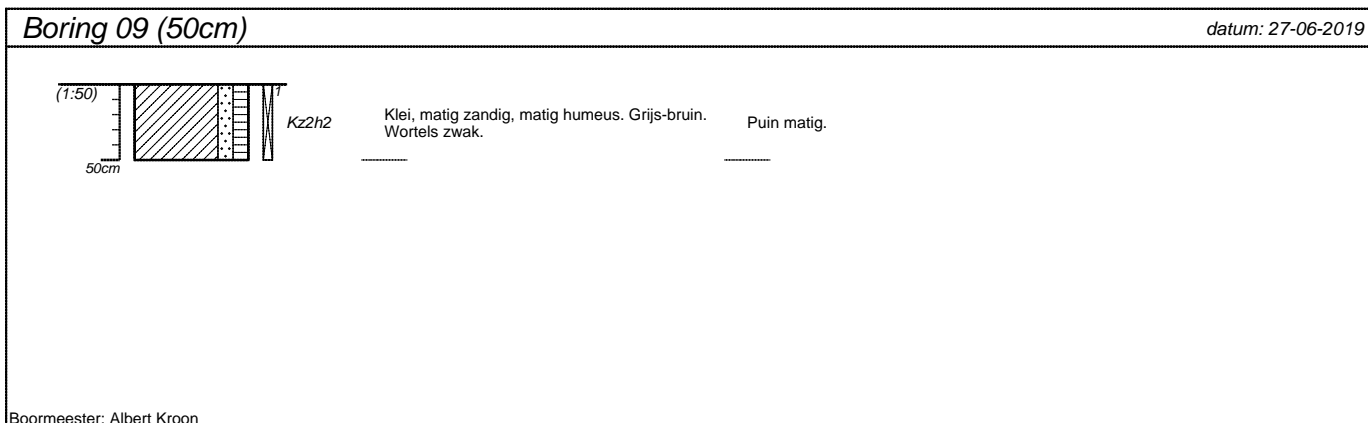 Boring 09 (50cm)
datum: 27-06-2019
(1:50)
1
Kz2h2
Klei, matig zandig, matig humeus. Grijs-bruin.
Wortels zwak.
Puin matig.
50cm
Boormeester: Albert Kroon